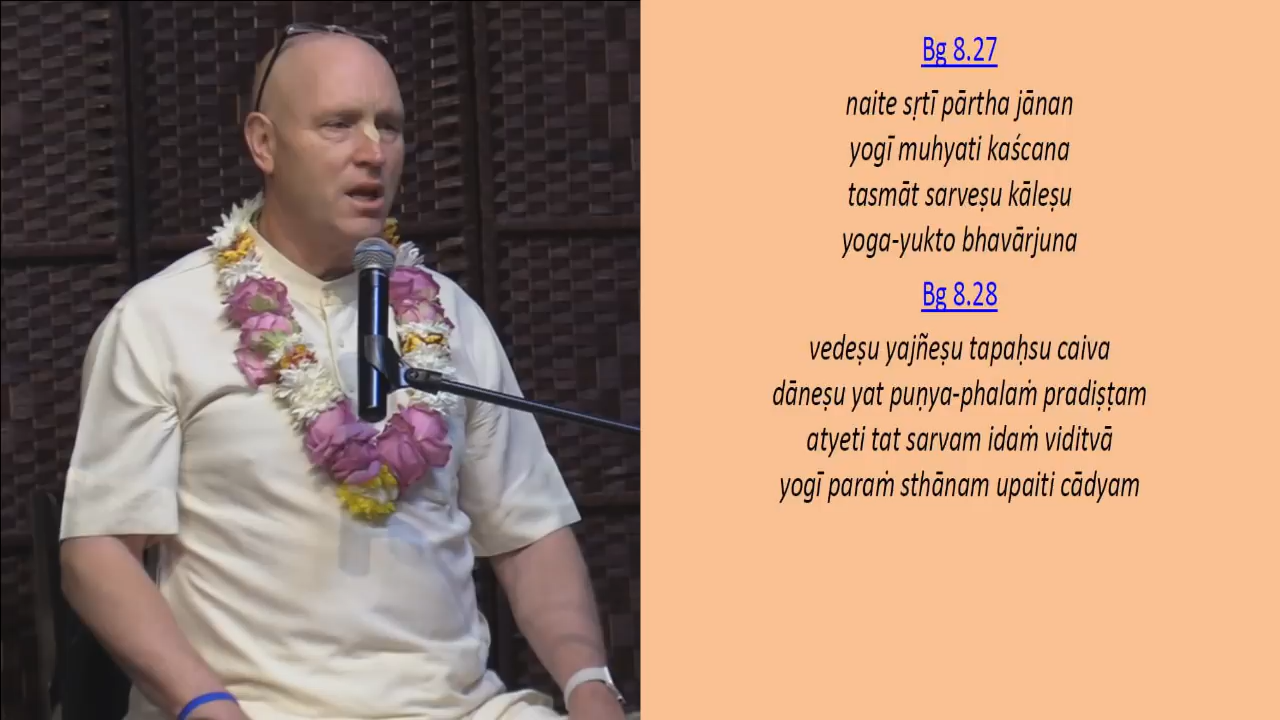 Bg 8.27
naite sṛtī pārtha jānan
yogī muhyati kaścana
tasmāt sarveṣu kāleṣu
yoga-yukto bhavārjuna
Bg 8.28
vedeṣu yajñeṣu tapaḥsu caiva
dāneṣu yat puṇya-phalaṁ pradiṣṭam
atyeti tat sarvam idaṁ viditvā
yogī paraṁ sthānam upaiti cādyam